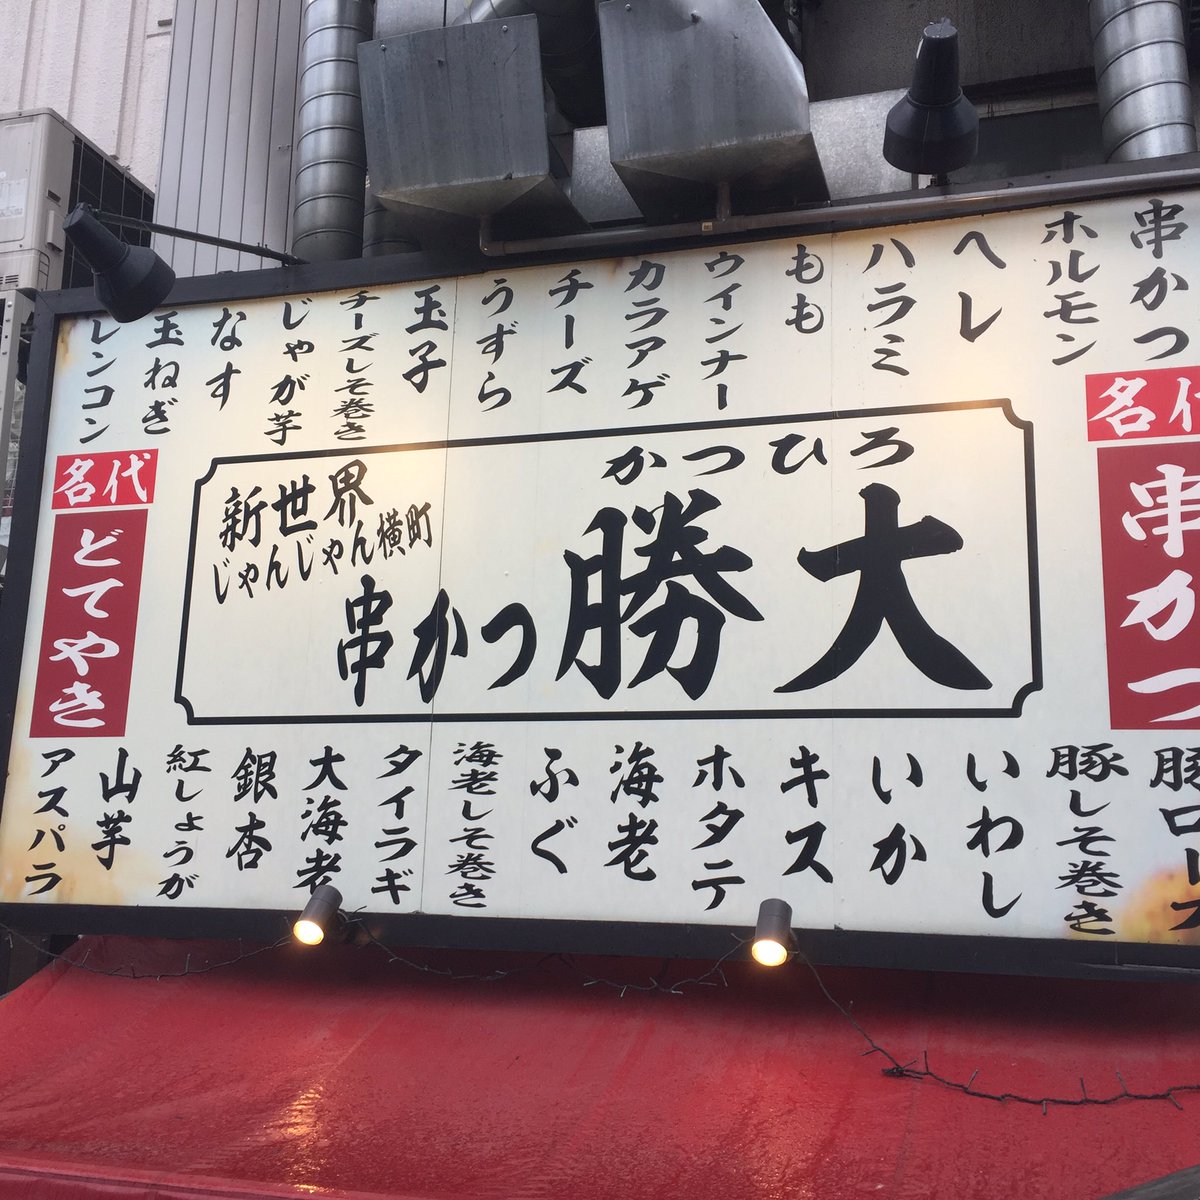 串かつ
ホルモン
ヘレ
ハラミ
もも
ウインナー
カラアゲ
チーズ
うずら
玉子
チーズしそ巻き
じゃが芋
なす
玉ねぎ
レンコン
名代
串かつ
かつひろ
新世界
じゃんじゃん横町
串かつ勝大
名代
どてやき
豚ロース
豚しそ巻き
いわし
いか
キス
ホタテ
海老
ふぐ
海老しそ巻き
タイラギ
大海老
銀杏
紅しょうが
山芋
アスパラ